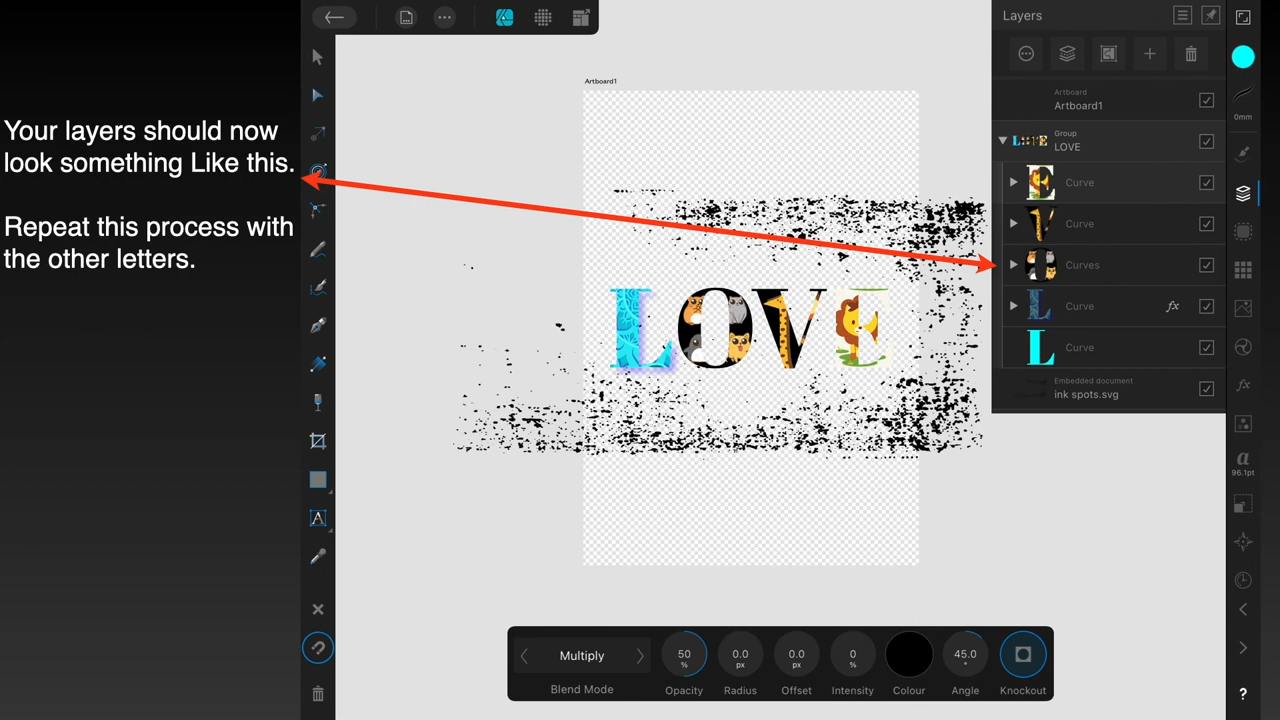 Your layers should now
look something Like this.
Repeat this process with
the other letters.
Artboard1
LOVE
Layers
Artboard
Artboard1
Group
LOVE
Curve
Curve
Curves
Curve
fx
Curve
Embedded document
ink spots.svg
0mm
fx
a
96.1pt
?
A
Multiply
Blend Mode
50
%
Opacity
0.0
px
Radius
0.0
px
Offset
0
%
Intensity
Colour
45.0
°
Angle
Knockout